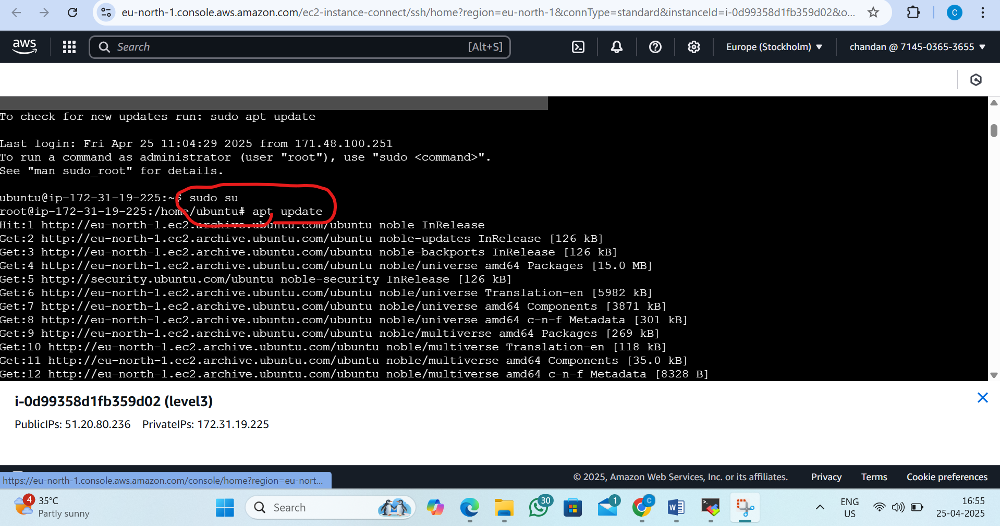 eu-north-1.console.aws.amazon.com/ec2-instance-connect/ssh/home?region=eu-north-1&connType=standard&instanceId=i-0d99358d1fb359d02&o...
C
aws
Search
[Alt+S]
Europe (Stockholm)
chandan @ 7145-0365-3655
To check for new updates run: sudo apt update
Last login: Fri Apr 25 11:04:29 2025 from 171.48.100.251
To run a command as administrator (user "root"), use "sudo <command>".
See "man sudo_root" for details.
ubuntu@ip-172-31-19-225:~$ sudo su
root@ip-172-31-19-225:/home/ubuntu# apt update
Hit:1 http://eu-north-1.ec2.archive.ubuntu.com/ubuntu noble InRelease
Get:2 http://eu-north-1.ec2.archive.ubuntu.com/ubuntu noble-updates InRelease [126 kB]
Get:3 http://eu-north-1.ec2.archive.ubuntu.com/ubuntu noble-backports InRelease [126 kB]
Get:4 http://eu-north-1.ec2.archive.ubuntu.com/ubuntu noble/universe amd64 Packages [15.0 MB]
Get:5 http://security.ubuntu.com/ubuntu noble-security InRelease [126 kB]
Get:6 http://eu-north-1.ec2.archive.ubuntu.com/ubuntu noble/universe Translation-en [5982 kB]
Get:7 http://eu-north-1.ec2.archive.ubuntu.com/ubuntu noble/universe amd64 Components [3871 kB]
Get:8 http://eu-north-1.ec2.archive.ubuntu.com/ubuntu noble/universe amd64 c-n-f Metadata [301 kB]
Get:9 http://eu-north-1.ec2.archive.ubuntu.com/ubuntu noble/multiverse amd64 Packages [269 kB]
Get:10 http://eu-north-1.ec2.archive.ubuntu.com/ubuntu noble/multiverse Translation-en [118 kB]
Get:11 http://eu-north-1.ec2.archive.ubuntu.com/ubuntu noble/multiverse amd64 Components [35.0 kB]
Get:12 http://eu-north-1.ec2.archive.ubuntu.com/ubuntu noble/multiverse amd64 c-n-f Metadata [8328 B]
i-0d99358d1fb359d02 (level3)
PublicIPs: 51.20.80.236 PrivateIPs: 172.31.19.225
© 2025, Amazon Web Services, Inc. or its affiliates. Privacy Terms Cookie preferences
https://eu-north-1.console.aws.amazon.com/console/home?region=eu-nort...
4
35°C
Partly sunny
Search
30
1
C
W
ENG
US
16:55
25-04-2025